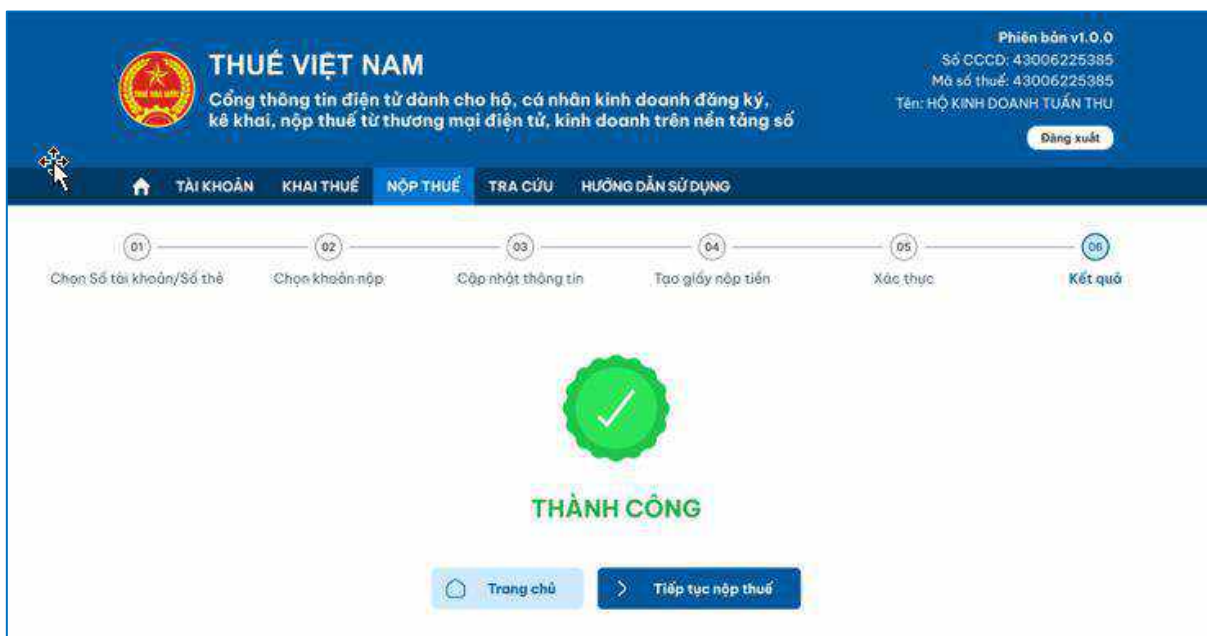 Phiên bản v1.0.0
Số CCCD: 43006225385
Mã số thuế: 43006225385
Tên: HỘ KINH DOANH TUẤN THU
Đăng xuất
THUẾ VIỆT NAM
Cổng thông tin điện tử dành cho hộ, cá nhân kinh doanh đăng ký,
kê khai, nộp thuế từ thương mại điện tử, kinh doanh trên nền tảng số
TÀI KHOẢN KHAI THUẾ NỘP THUẾ TRA CỨU HƯỚNG DẪN SỬ DỤNG
01 02 03 04 05 06
Chọn Số tài khoản/Số thẻ Chọn khoản nộp Cập nhật thông tin Tạo giấy nộp tiền Xác thực Kết quả
THÀNH CÔNG
Trang chủ Tiếp tục nộp thuế